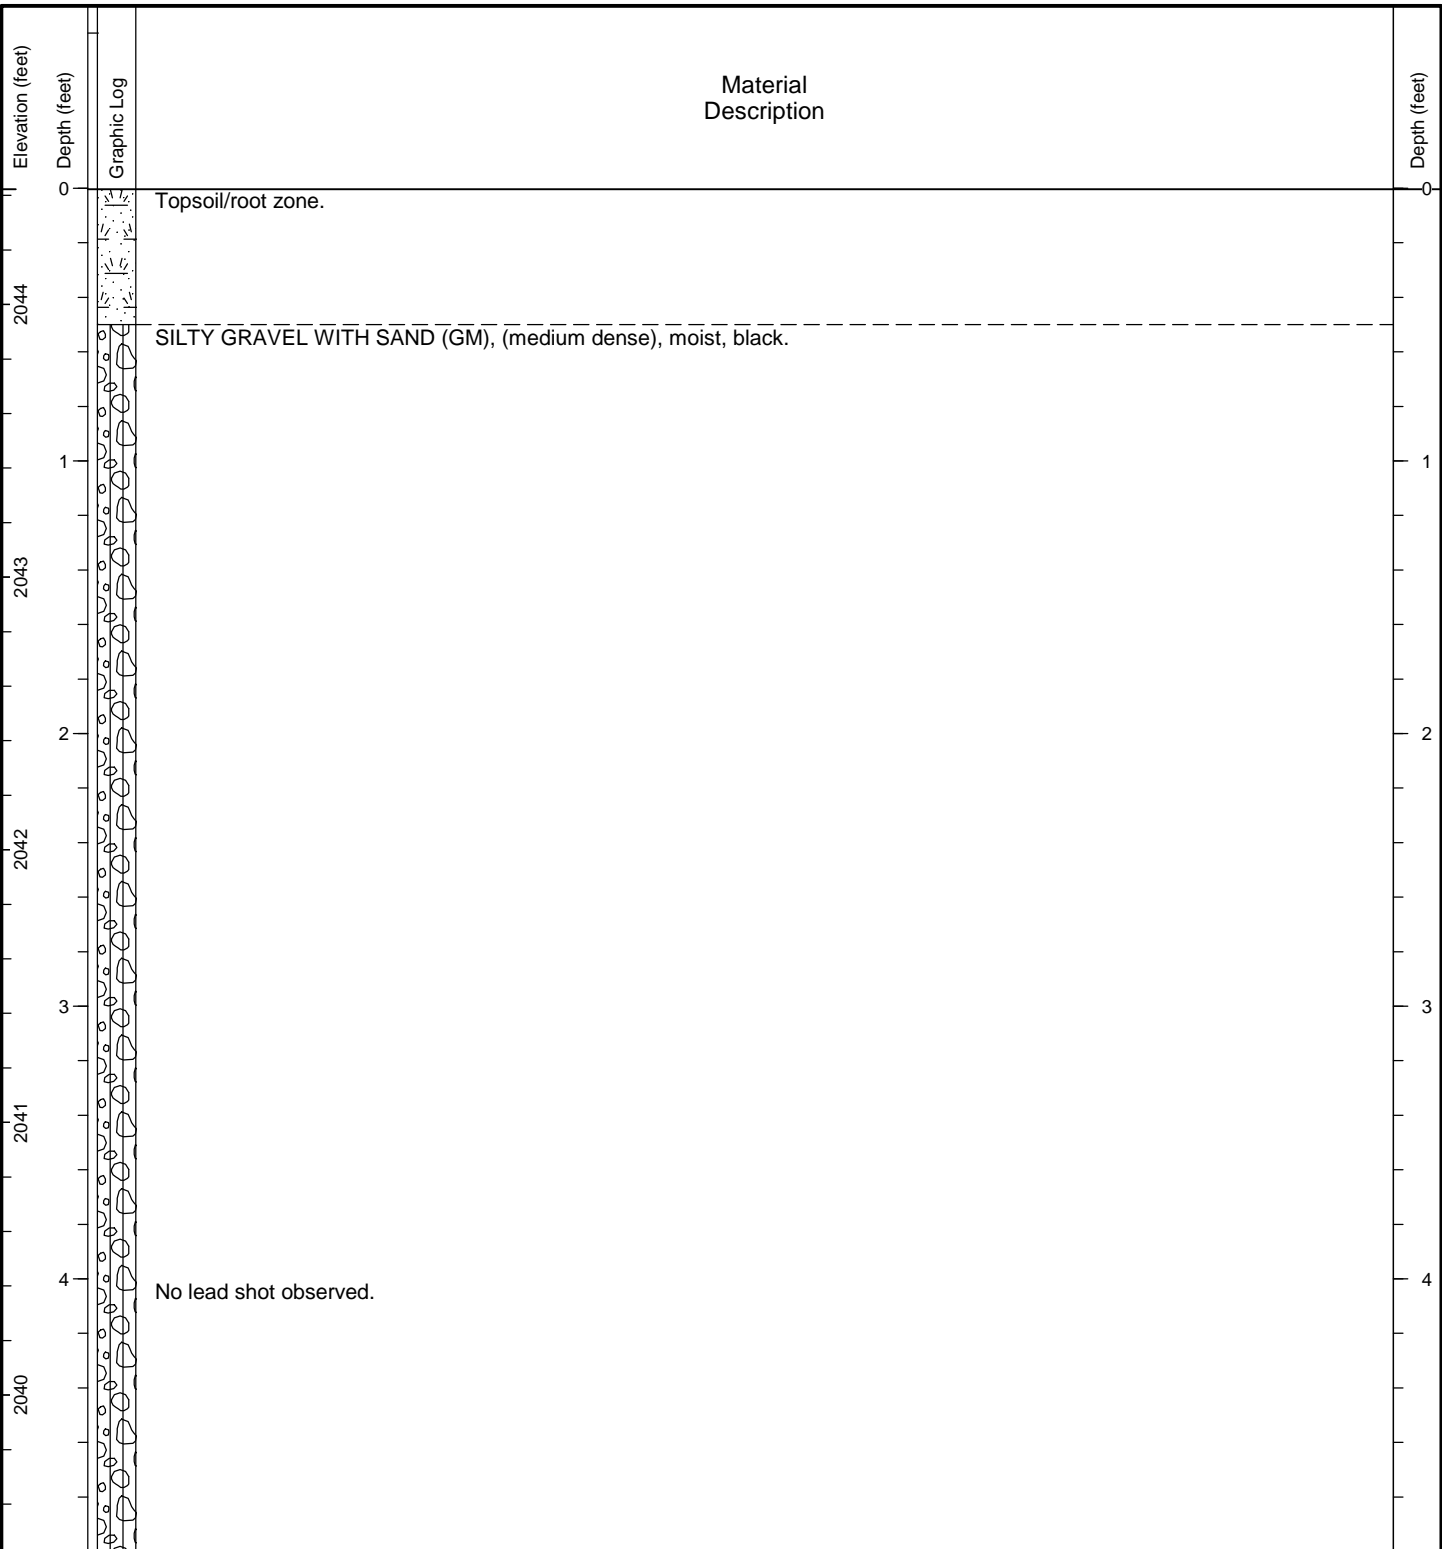 Elevation (feet)
Depth (feet)
Graphic Log
Material
Description
Depth (feet)
0
Topsoil/root zone.
0
2044
SILTY GRAVEL WITH SAND (GM), (medium dense), moist, black.
1
1
2043
2
2
2042
3
3
2041
4
No lead shot observed.
4
2040